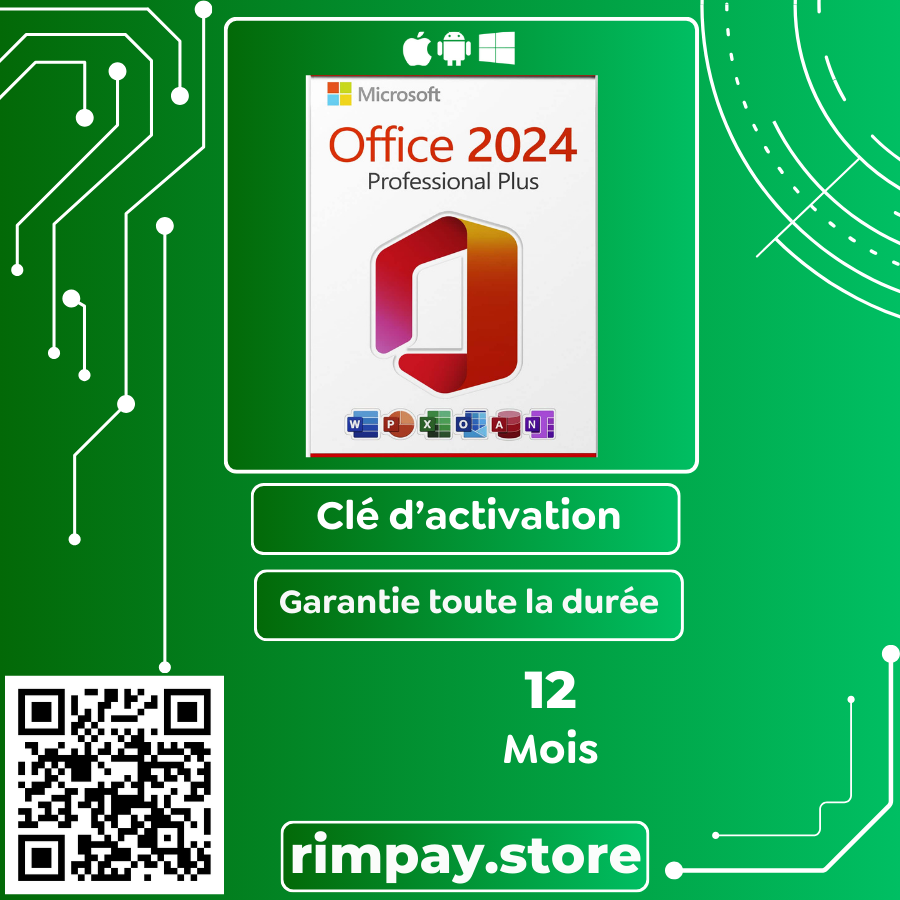 Microsoft
Office 2024
Professional Plus
W P X O A N
Clé d’activation
Garantie toute la durée
12
Mois
rimpay.store